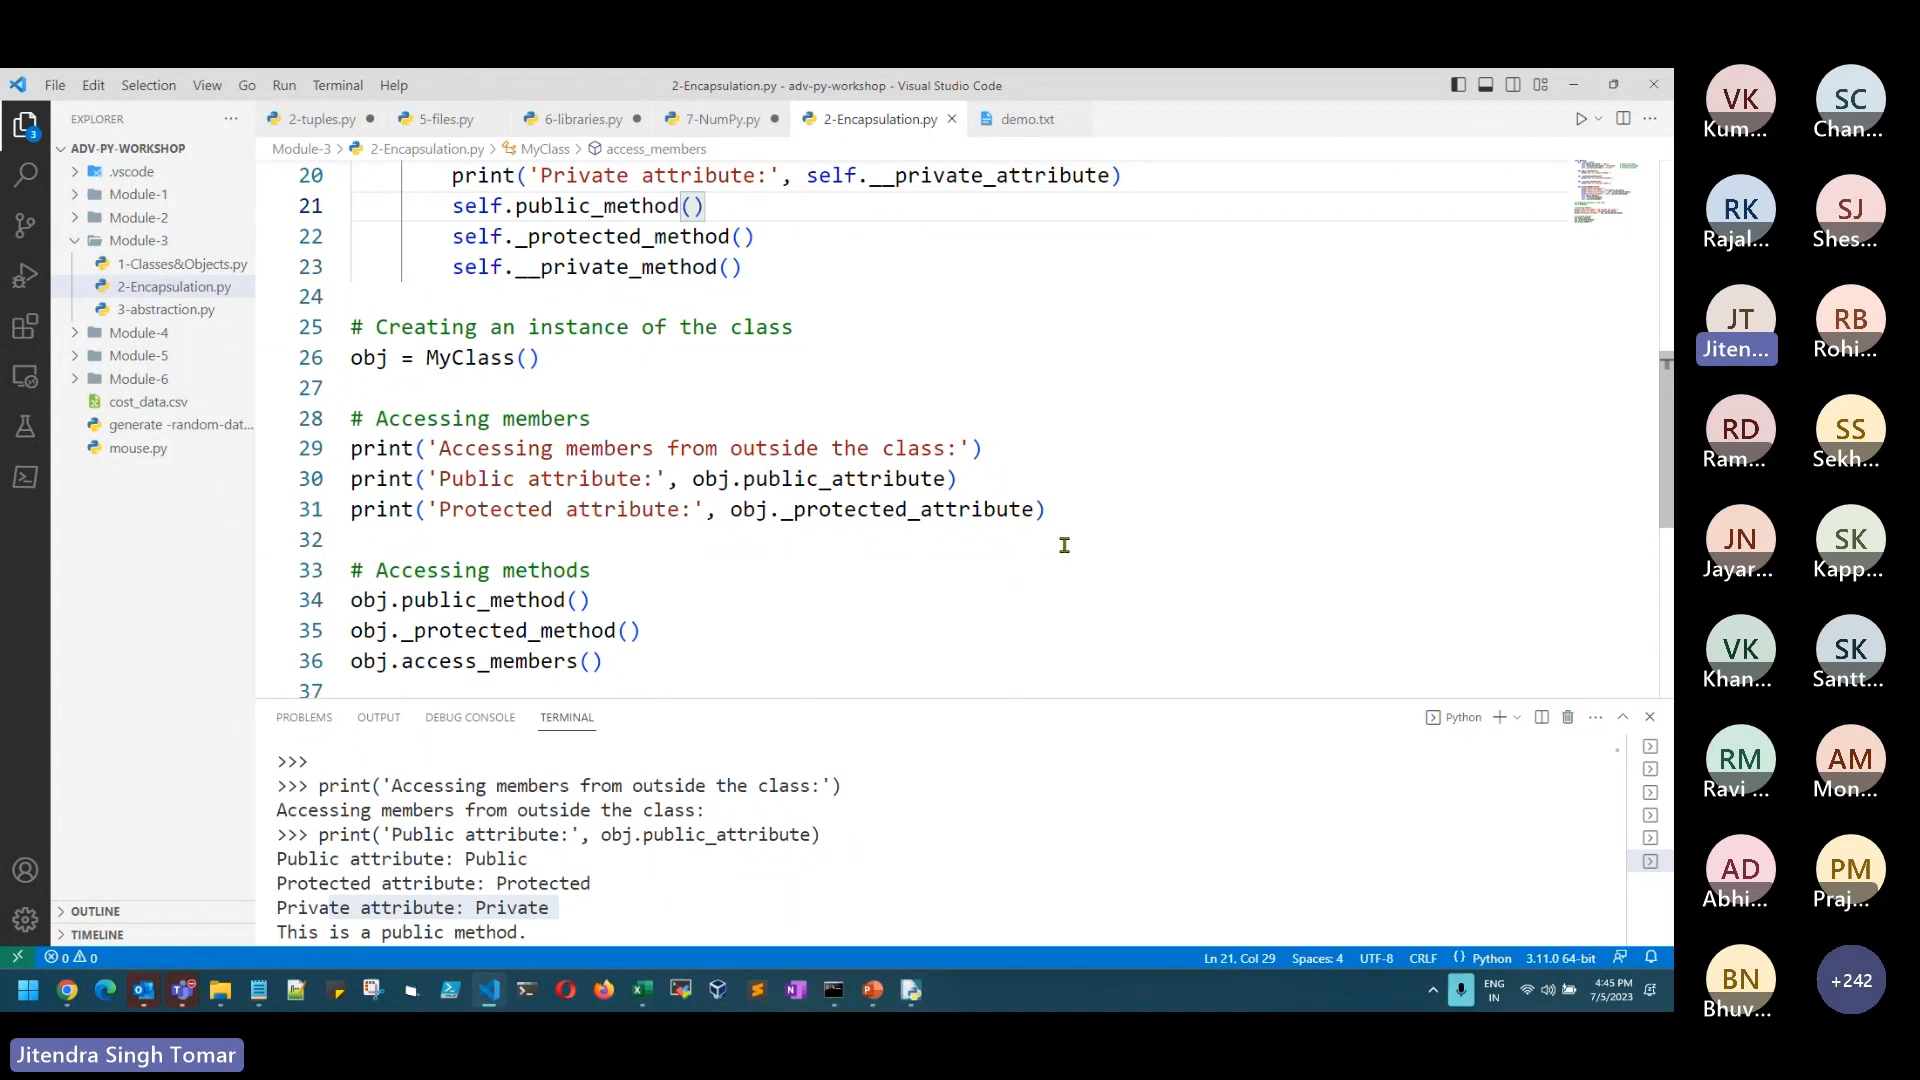 File Edit Selection View Go Run Terminal Help
2-Encapsulation.py - adv-py-workshop - Visual Studio Code
EXPLORER
3
ADV-PY-WORKSHOP
.vscode
Module-1
Module-2
Module-3
1-Classes&Objects.py
2-Encapsulation.py
3-abstraction.py
Module-4
Module-5
Module-6
cost_data.csv
generate -random-dat...
mouse.py
OUTLINE
TIMELINE
2-tuples.py 5-files.py 6-libraries.py 7-NumPy.py 2-Encapsulation.py demo.txt
Module-3 > 2-Encapsulation.py > MyClass > access_members
20 print('Private attribute:', self.__private_attribute)
21 self.public_method()
22 self._protected_method()
23 self.__private_method()
24
25 # Creating an instance of the class
26 obj = MyClass()
27
28 # Accessing members
29 print('Accessing members from outside the class:')
30 print('Public attribute:', obj.public_attribute)
31 print('Protected attribute:', obj._protected_attribute)
32
33 # Accessing methods
34 obj.public_method()
35 obj._protected_method()
36 obj.access_members()
37
PROBLEMS OUTPUT DEBUG CONSOLE TERMINAL
Python
>>>
>>> print('Accessing members from outside the class:')
Accessing members from outside the class:
>>> print('Public attribute:', obj.public_attribute)
Public attribute: Public
Protected attribute: Protected
Private attribute: Private
This is a public method.
0 0
Ln 21, Col 29 Spaces: 4 UTF-8 CRLF {} Python 3.11.0 64-bit
ENG
IN
4:45 PM
7/5/2023
VK SC
Kum... Chan...
RK SJ
Rajal... Shes...
JT RB
Jiten... Rohi...
RD SS
Ram... Sekh...
JN SK
Jayar... Kapp...
VK SK
Khan... Santt...
RM AM
Ravi ... Mon...
AD PM
Abhi... Praj...
BN +242
Bhuv...
Jitendra Singh Tomar